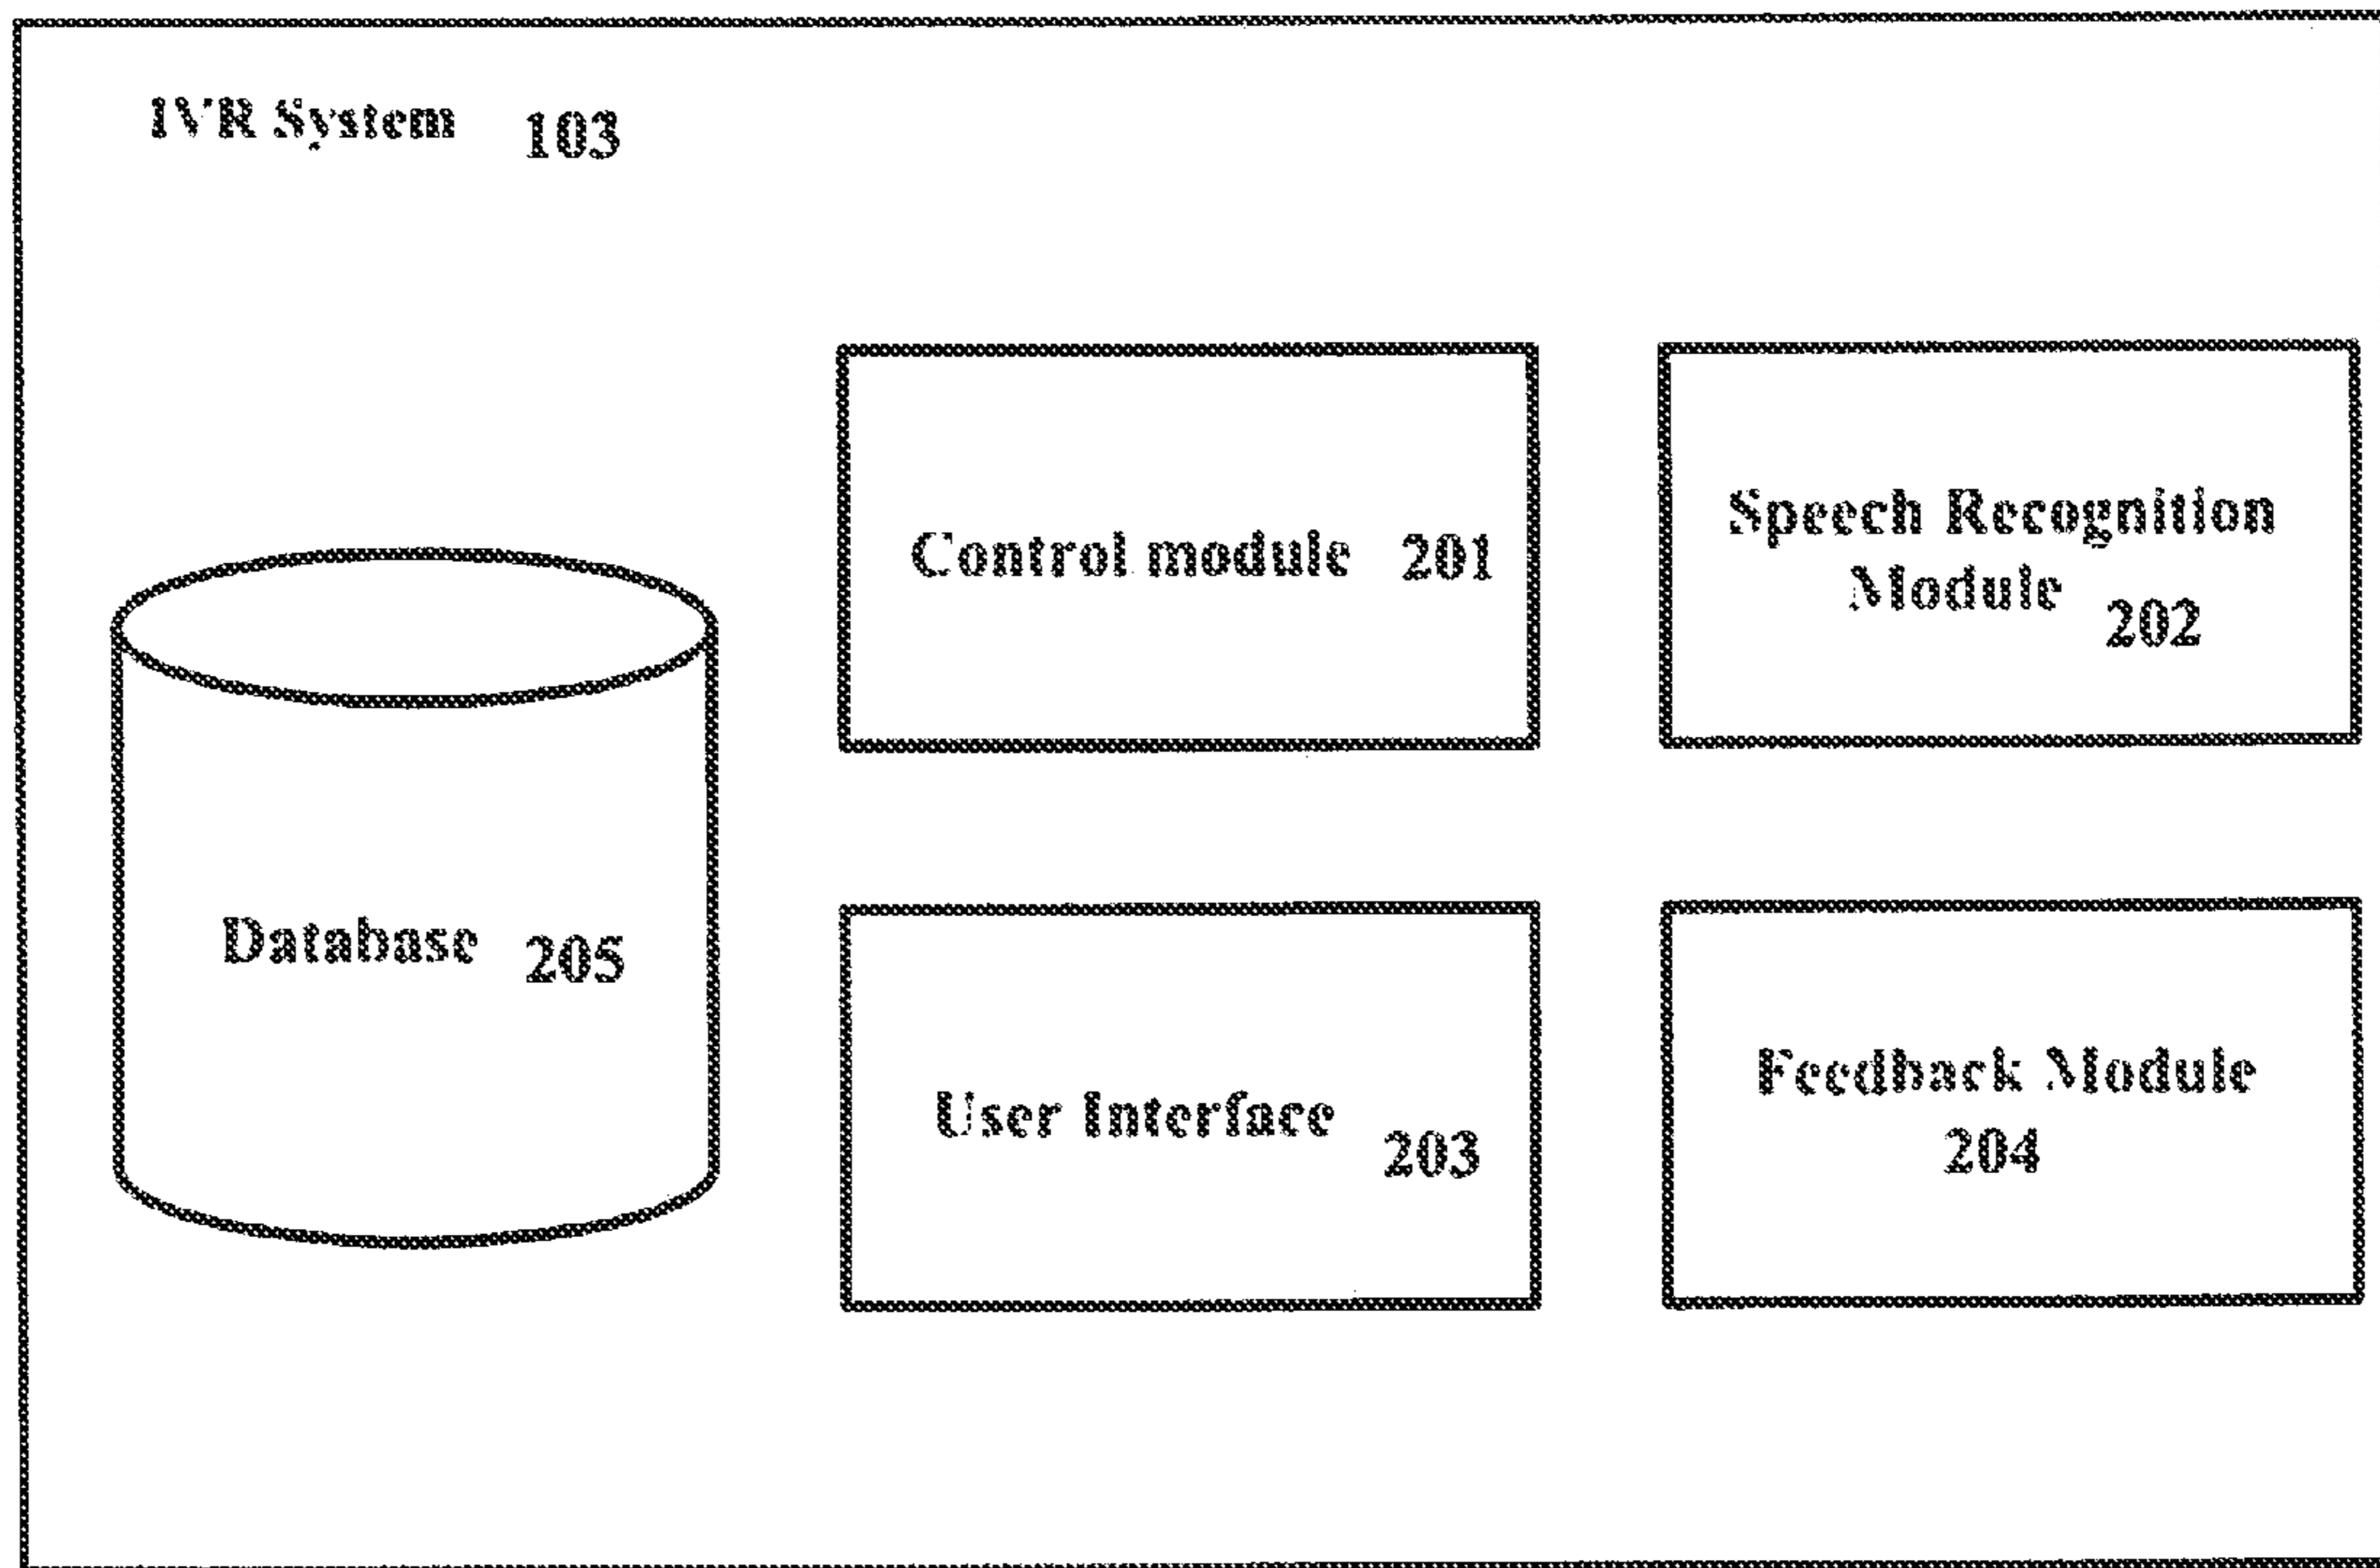 IVR System 103
Control module 201
Speech Recognition
Module 202
Database 205
User Interface 203
Feedback Module
204